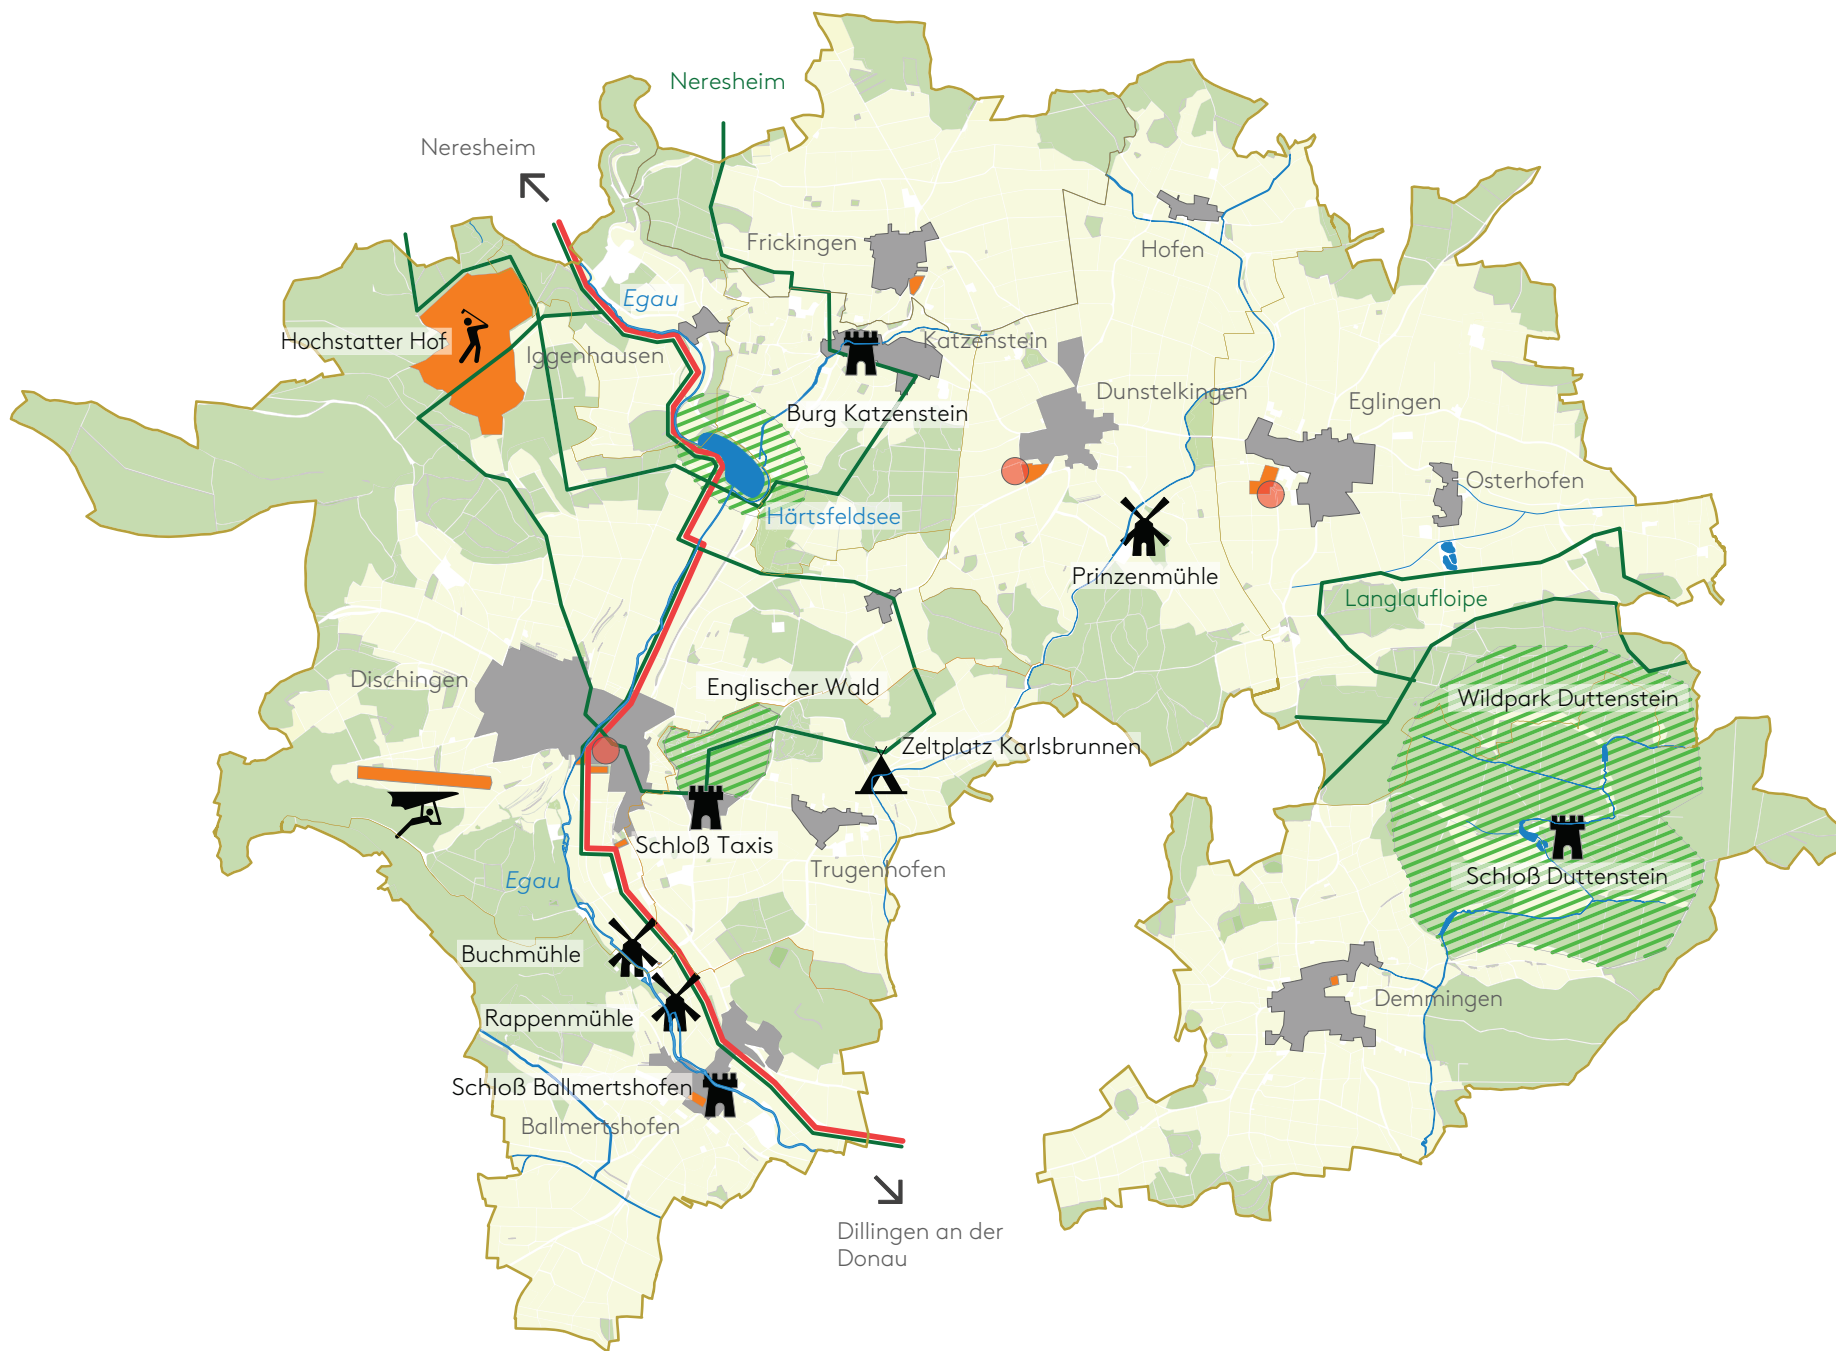 Neresheim
Neresheim
Frickingen
Hofen
Egau
Hochstatter Hof
Iggenhausen
Katzenstein
Dunstelkingen
Eglingen
Burg Katzenstein
Osterhofen
Härtsfeldsee
Prinzenmühle
Langlaufloipe
Dischingen
Englischer Wald
Wildpark Duttenstein
Zeltplatz Karlsbrunnen
Schloß Taxis
Trugenhofen
Egau
Schloß Duttenstein
Buchmühle
Demmingen
Rappenmühle
Schloß Ballmertshofen
Ballmertshofen
Dillingen an der
Donau